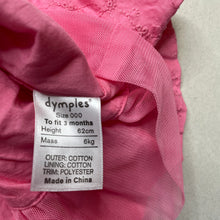 dymples®
Size 000
To fit 3 months
Height 62cm
Mass 6kg
OUTER: COTTON
LINING: COTTON
TRIM: POLYESTER
Made in China